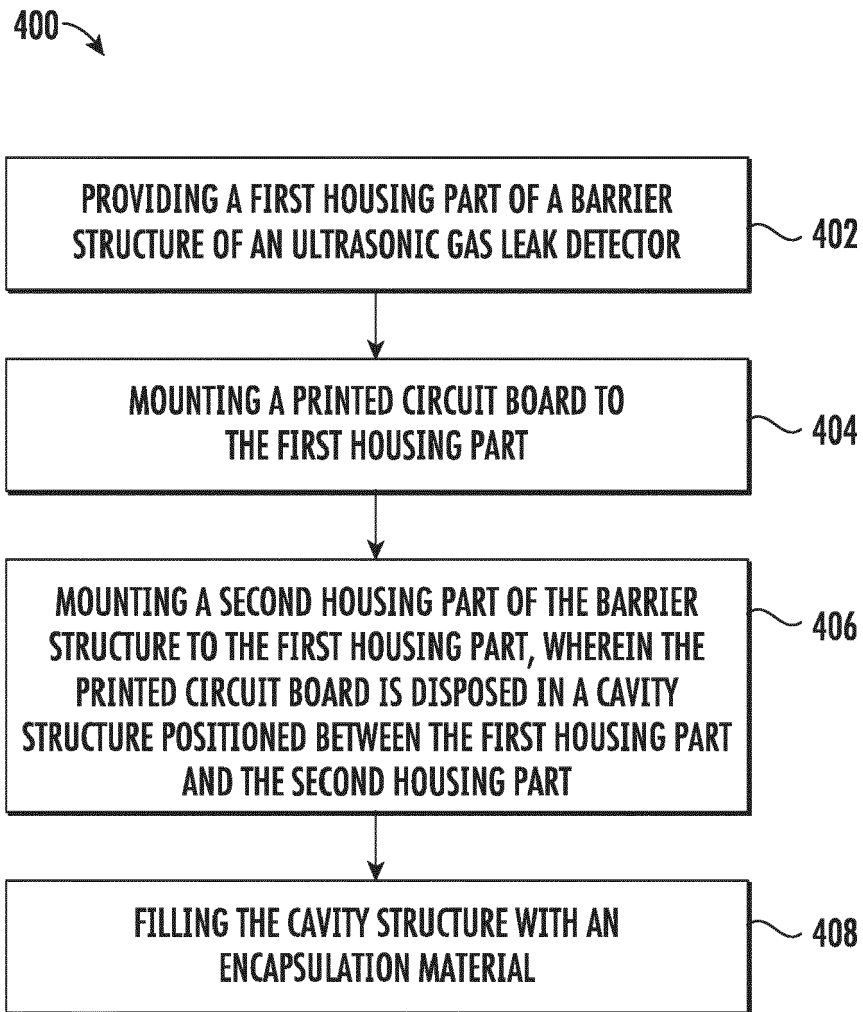 400
PROVIDING A FIRST HOUSING PART OF A BARRIER
STRUCTURE OF AN ULTRASONIC GAS LEAK DETECTOR
402
MOUNTING A PRINTED CIRCUIT BOARD TO
THE FIRST HOUSING PART
404
MOUNTING A SECOND HOUSING PART OF THE BARRIER
STRUCTURE TO THE FIRST HOUSING PART, WHEREIN THE
PRINTED CIRCUIT BOARD IS DISPOSED IN A CAVITY
STRUCTURE POSITIONED BETWEEN THE FIRST HOUSING PART
AND THE SECOND HOUSING PART
406
FILLING THE CAVITY STRUCTURE WITH AN
ENCAPSULATION MATERIAL
408